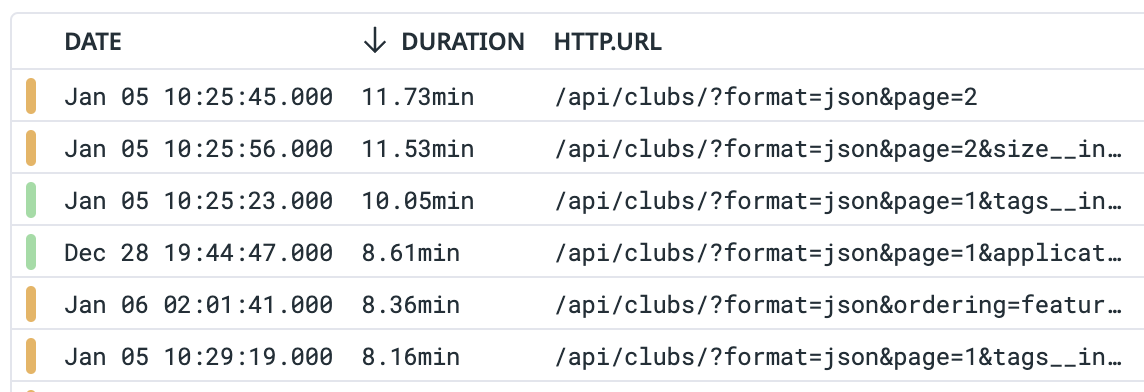 DATE ↓ DURATION HTTP.URL
Jan 05 10:25:45.000 11.73min /api/clubs/?format=json&page=2
Jan 05 10:25:56.000 11.53min /api/clubs/?format=json&page=2&size__in…
Jan 05 10:25:23.000 10.05min /api/clubs/?format=json&page=1&tags__in…
Dec 28 19:44:47.000 8.61min /api/clubs/?format=json&page=1&applicat…
Jan 06 02:01:41.000 8.36min /api/clubs/?format=json&ordering=featur…
Jan 05 10:29:19.000 8.16min /api/clubs/?format=json&page=1&tags__in…